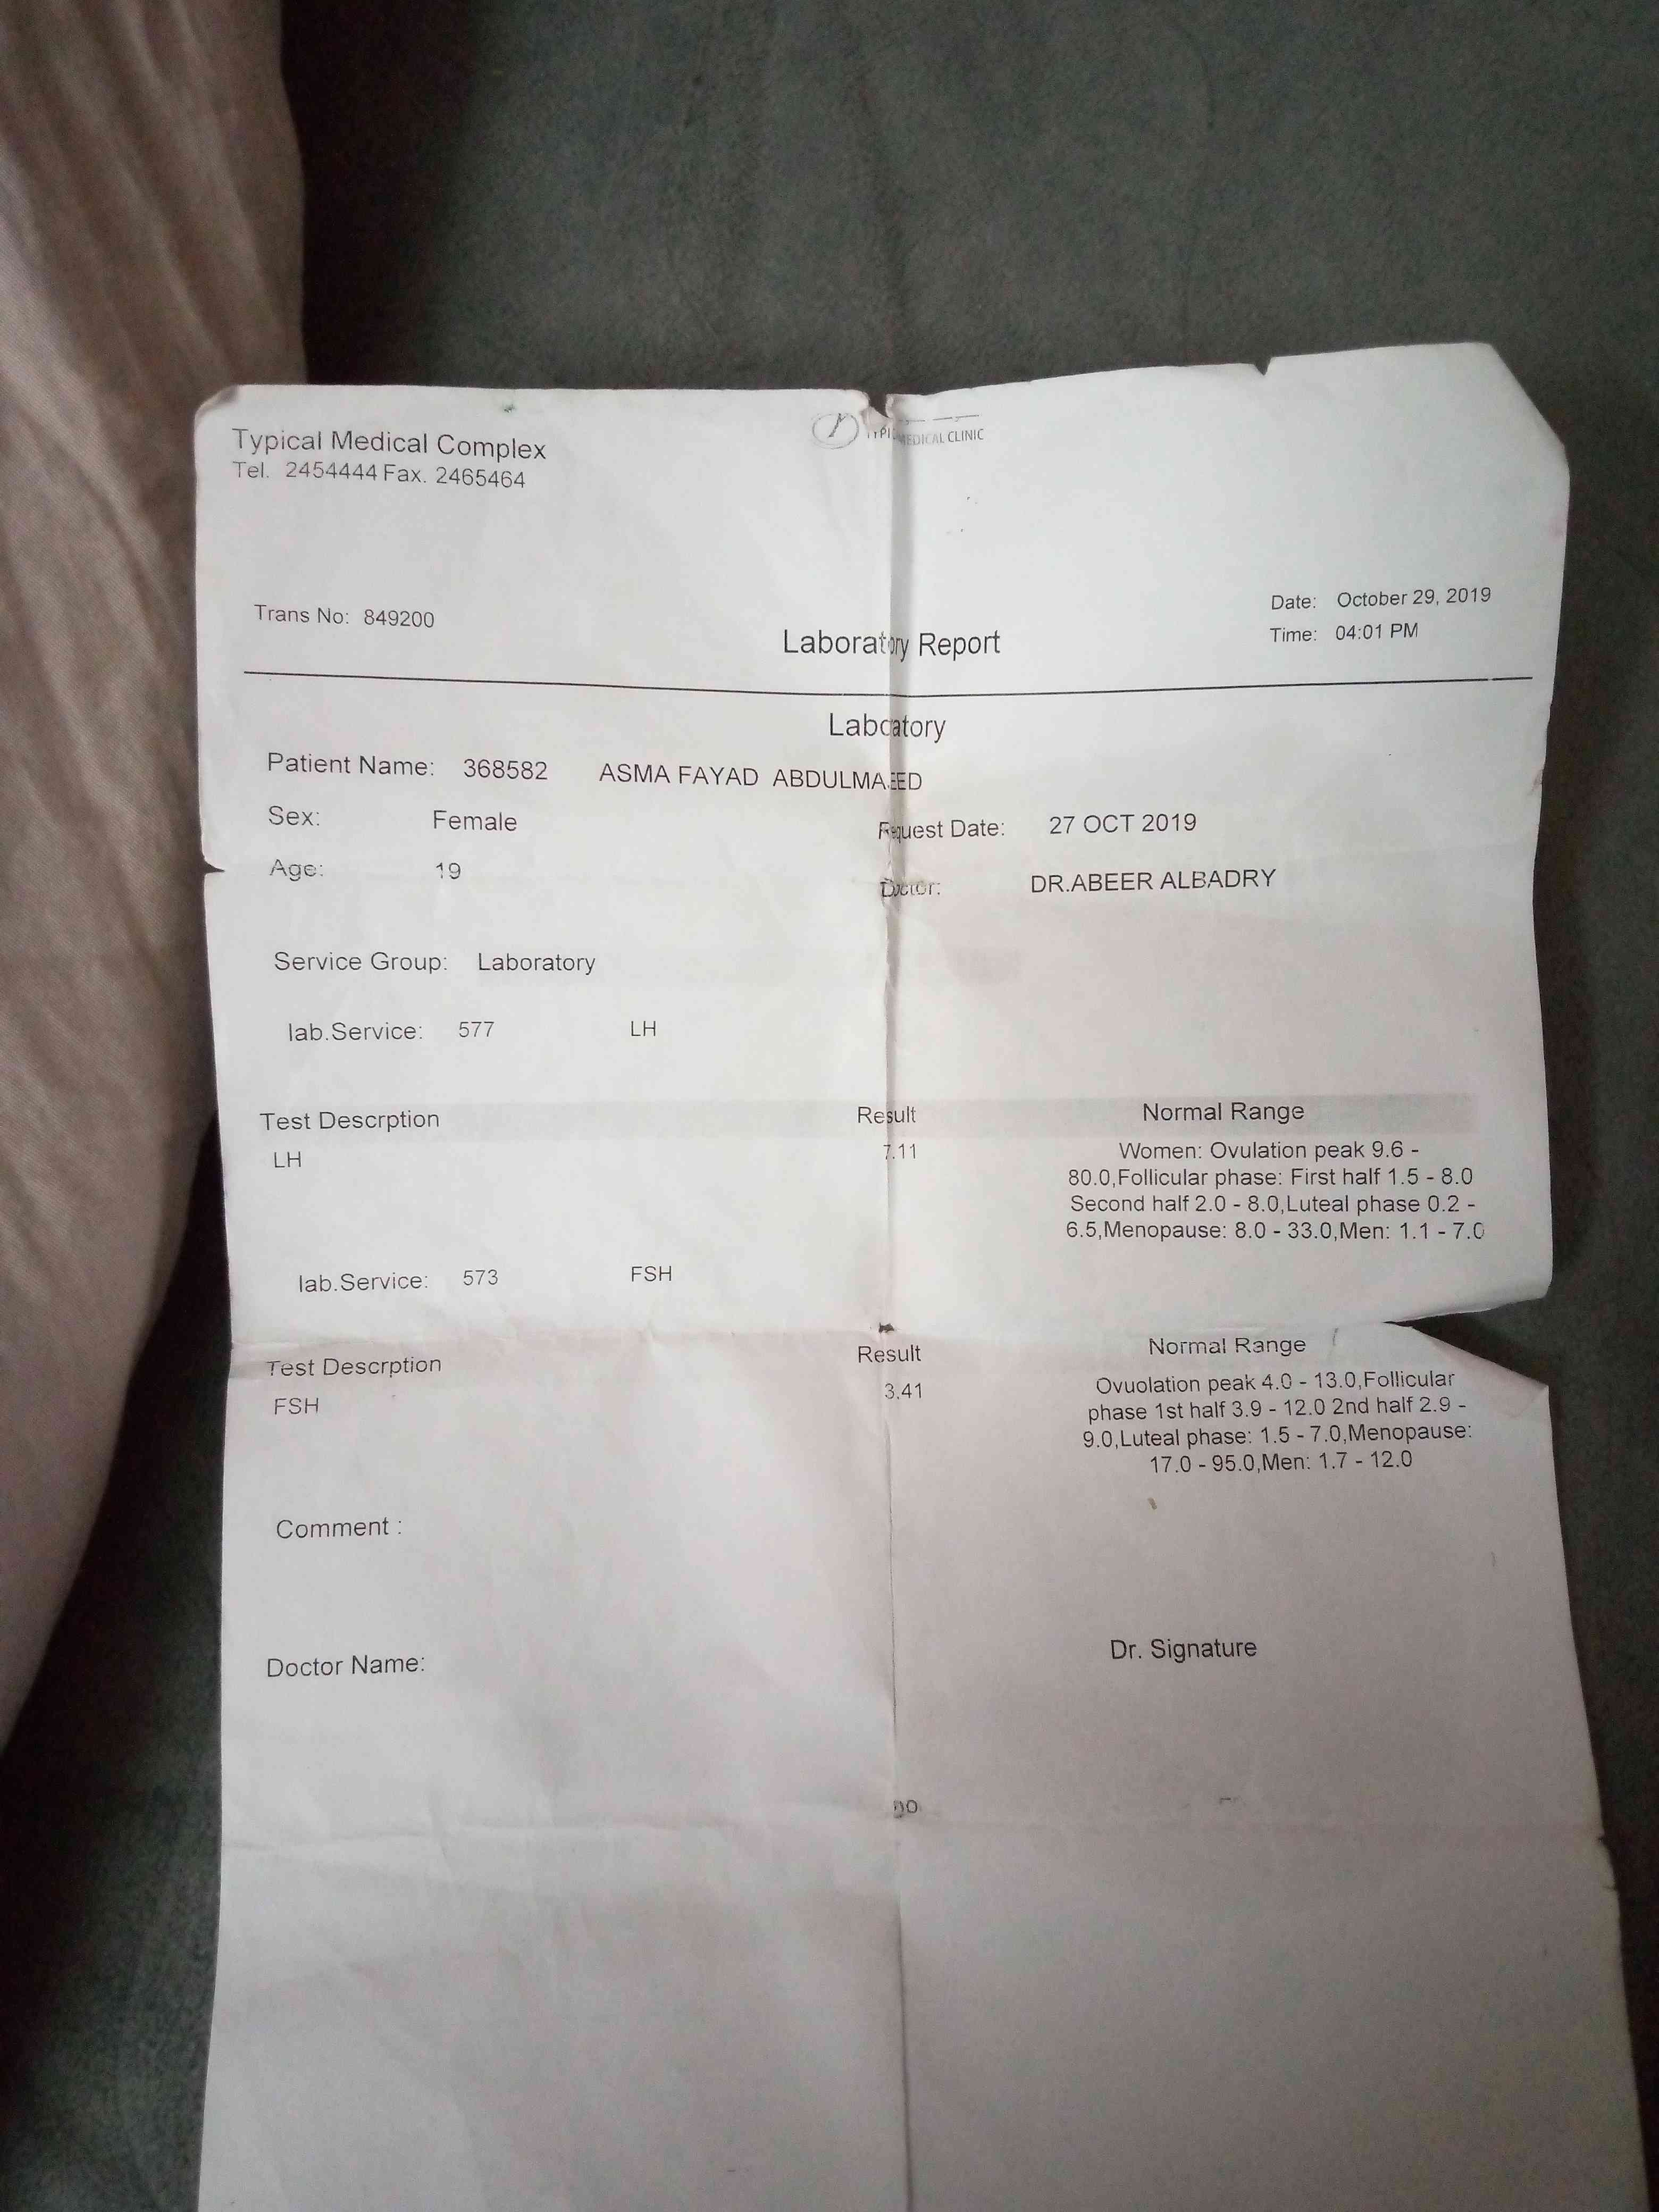 Typical Medical Complex
Tel. 2454444 Fax. 2465464
MEDICAL CLINIC
Trans No: 849200
Date: October 29, 2019
Time: 04:01 PM
Laboratory Report
Labcatory
Patient Name: 368582 ASMA FAYAD ABDULMAJEED
Sex: Female
Request Date: 27 OCT 2019
Age: 19
Doctor: DR.ABEER ALBADRY
Service Group: Laboratory
lab.Service: 577 LH
Test Descrption Result Normal Range
LH 7.11 Women: Ovulation peak 9.6 -
80.0,Follicular phase: First half 1.5 - 8.0
Second half 2.0 - 8.0,Luteal phase 0.2 -
6.5,Menopause: 8.0 - 33.0,Men: 1.1 - 7.0
lab.Service: 573 FSH
Test Descrption Result Normal Range
FSH 3.41 Ovuolation peak 4.0 - 13.0,Follicular
phase 1st half 3.9 - 12.0 2nd half 2.9 -
9.0,Luteal phase: 1.5 - 7.0,Menopause:
17.0 - 95.0,Men: 1.7 - 12.0
Comment :
Doctor Name:
Dr. Signature